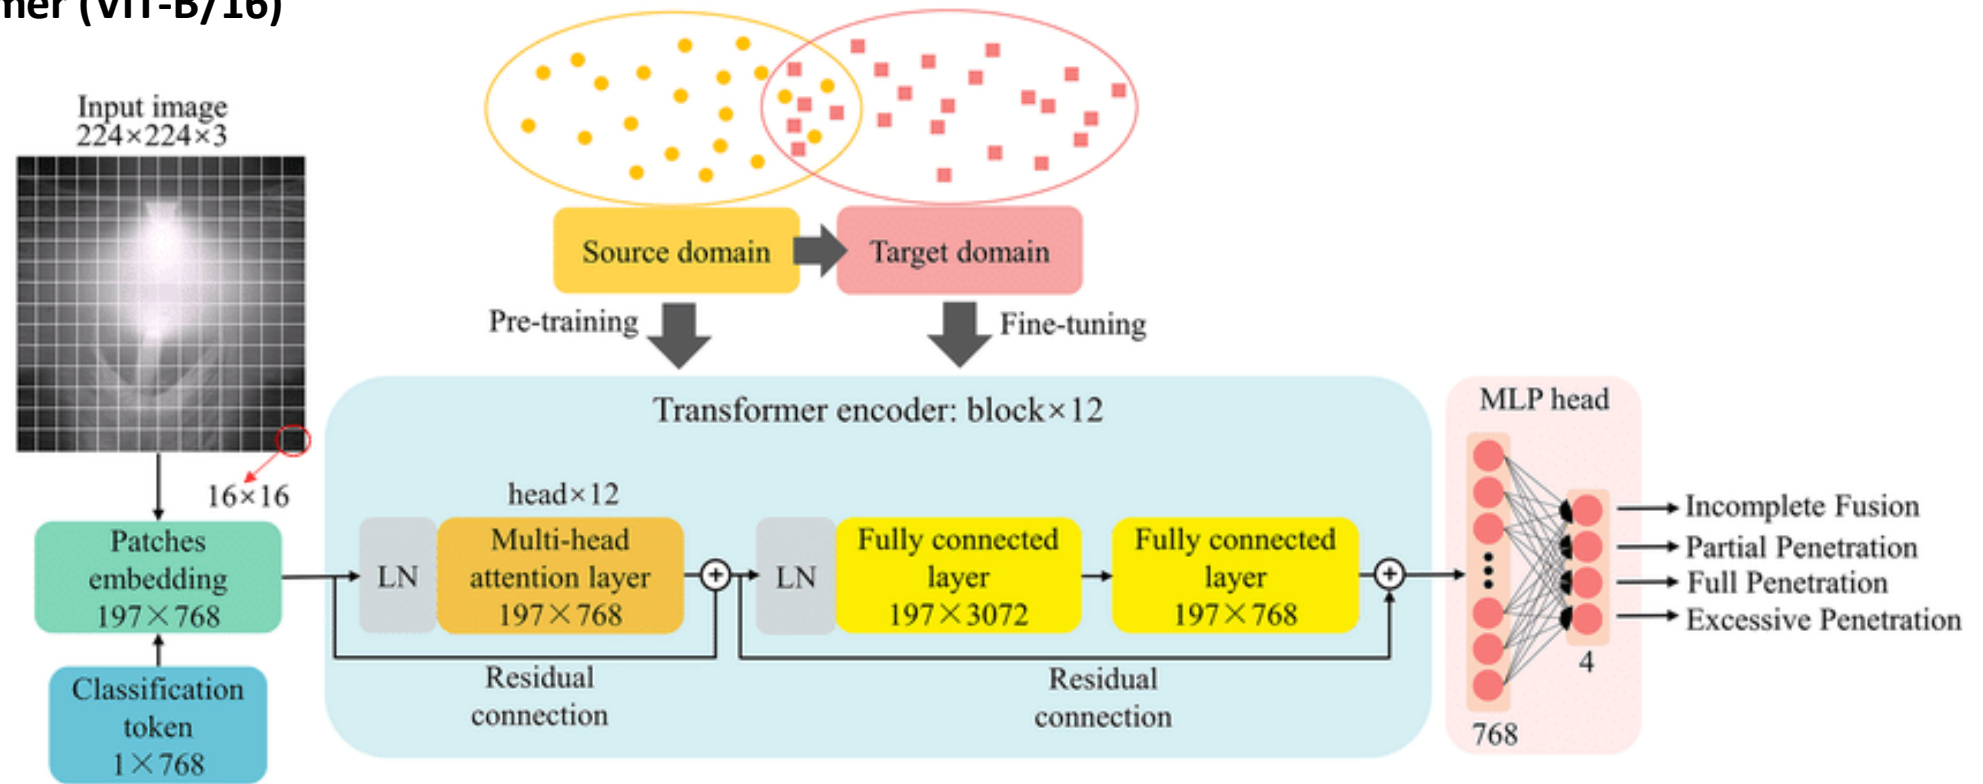 mer (ViT-B/16)
Input image
224×224×3
16×16
Patches
embedding
197×768
Classification
token
1×768
Source domain
Target domain
Pre-training
Fine-tuning
Transformer encoder: block×12
head×12
LN
Multi-head
attention layer
197×768
Residual
connection
LN
Fully connected
layer
197×3072
Fully connected
layer
197×768
Residual
connection
MLP head
768
4
Incomplete Fusion
Partial Penetration
Full Penetration
Excessive Penetration